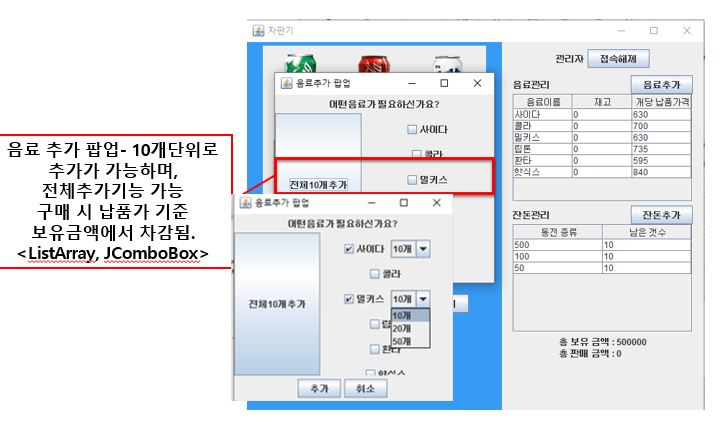 음료 추가 팝업- 10개단위로
추가가 가능하며,
전체추가기능 가능
구매 시 납품가 기준
보유금액에서 차감됨.
<ListArray, JComboBox>
자판기
관리자 접속해제
음료관리 음료추가
음료이름 재고 개당 납품가격
사이다 0 630
콜라 0 700
밀키스 0 630
립톤 0 735
환타 0 595
핫식스 0 840
잔돈관리 잔돈추가
동전 종류 남은 갯수
500 10
100 10
50 10
총 보유 금액 : 500000
총 판매 금액 : 0
음료추가 팝업
어떤음료가 필요하신가요?
전체10개추가
사이다
콜라
밀키스
음료추가 팝업
어떤음료가 필요하신가요?
전체10개추가
사이다 10개
콜라
밀키스 10개
10개
20개
50개
환타
핫식스
추가 취소